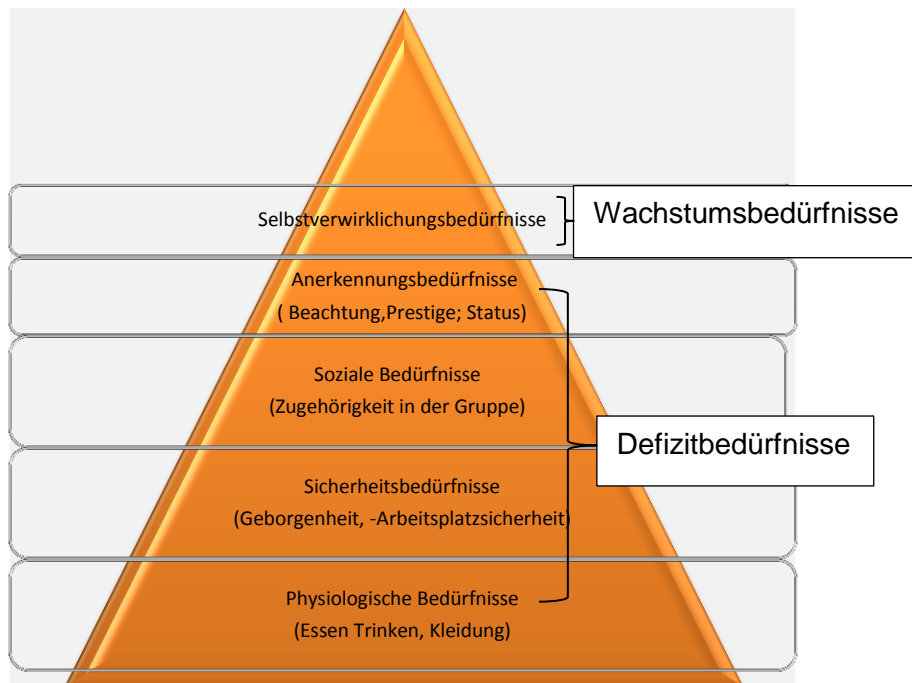 Selbstverwirklichungsbedürfnisse
Wachstumsbedürfnisse
Anerkennungsbedürfnisse
( Beachtung,Prestige; Status)
Soziale Bedürfnisse
(Zugehörigkeit in der Gruppe)
Defizitbedürfnisse
Sicherheitsbedürfnisse
(Geborgenheit, -Arbeitsplatzsicherheit)
Physiologische Bedürfnisse
(Essen Trinken, Kleidung)